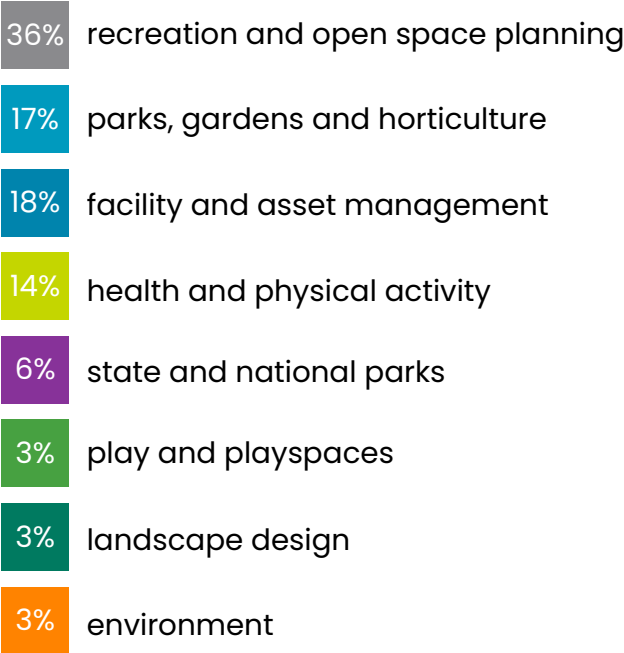 36% recreation and open space planning
17% parks, gardens and horticulture
18% facility and asset management
14% health and physical activity
6% state and national parks
3% play and playspaces
3% landscape design
3% environment